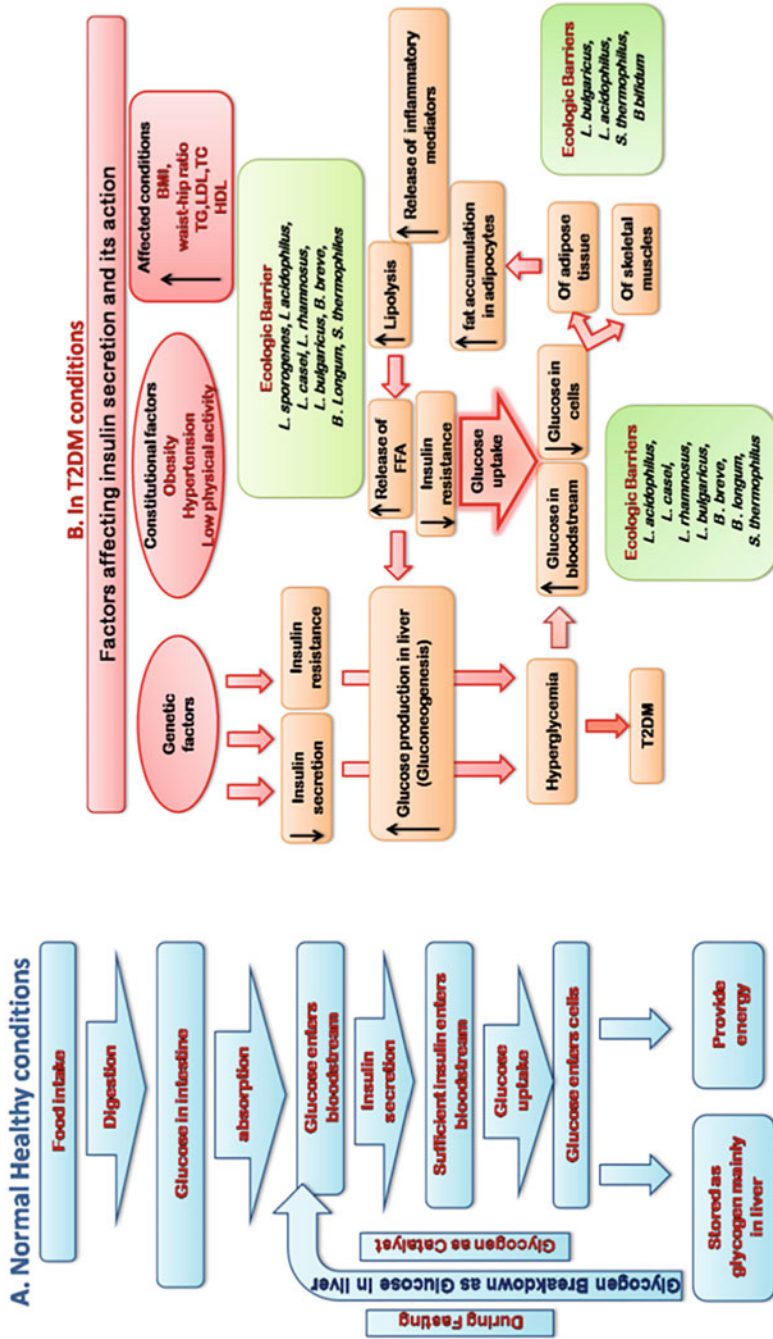 A. Normal Healthy conditions
Food intake
Digestion
Glucose in intestine
absorption
Glucose enters
bloodstream
Insulin
secretion
Sufficient insulin enters
bloodstream
Glucose
uptake
Glucose enters cells
Stored as
glycogen mainly
in liver
Provide
energy
During Fasting
Glycogen Breakdown as Glucose In liver
Glycogen as Catalyst
B. In T2DM conditions
Factors affecting insulin secretion and its action
Genetic
factors
Constitutional factors
Obesity
Hypertension
Low physical activity
Affected conditions
BMI,
waist-hip ratio
TG,LDL,TC
HDL
Insulin
secretion
Insulin
resistance
Ecologic Barrier
L. sporogenes, L acidophilus,
L. casei, L. rhamnosus,
L. bulgaricus, B. breve,
B. Longum, S. thermophiles
Glucose production in liver
(Gluconeogenesis)
Release of
FFA
Lipolysis
Release of inflammatory
mediators
Insulin
resistance
Glucose
uptake
fat accumulation
in adipocytes
Hyperglycemia
Glucose in
bloodstream
Glucose in
cells
Of adipose
tissue
Of skeletal
muscles
T2DM
Ecologic Barriers
L. acidophilus,
L. casei,
L. rhamnosus,
L. bulgaricus,
B. breve,
B. longum,
S. thermophilus
Ecologic Barriers
L. bulgaricus,
L. acidophilus,
S. thermophilus,
B bifidum